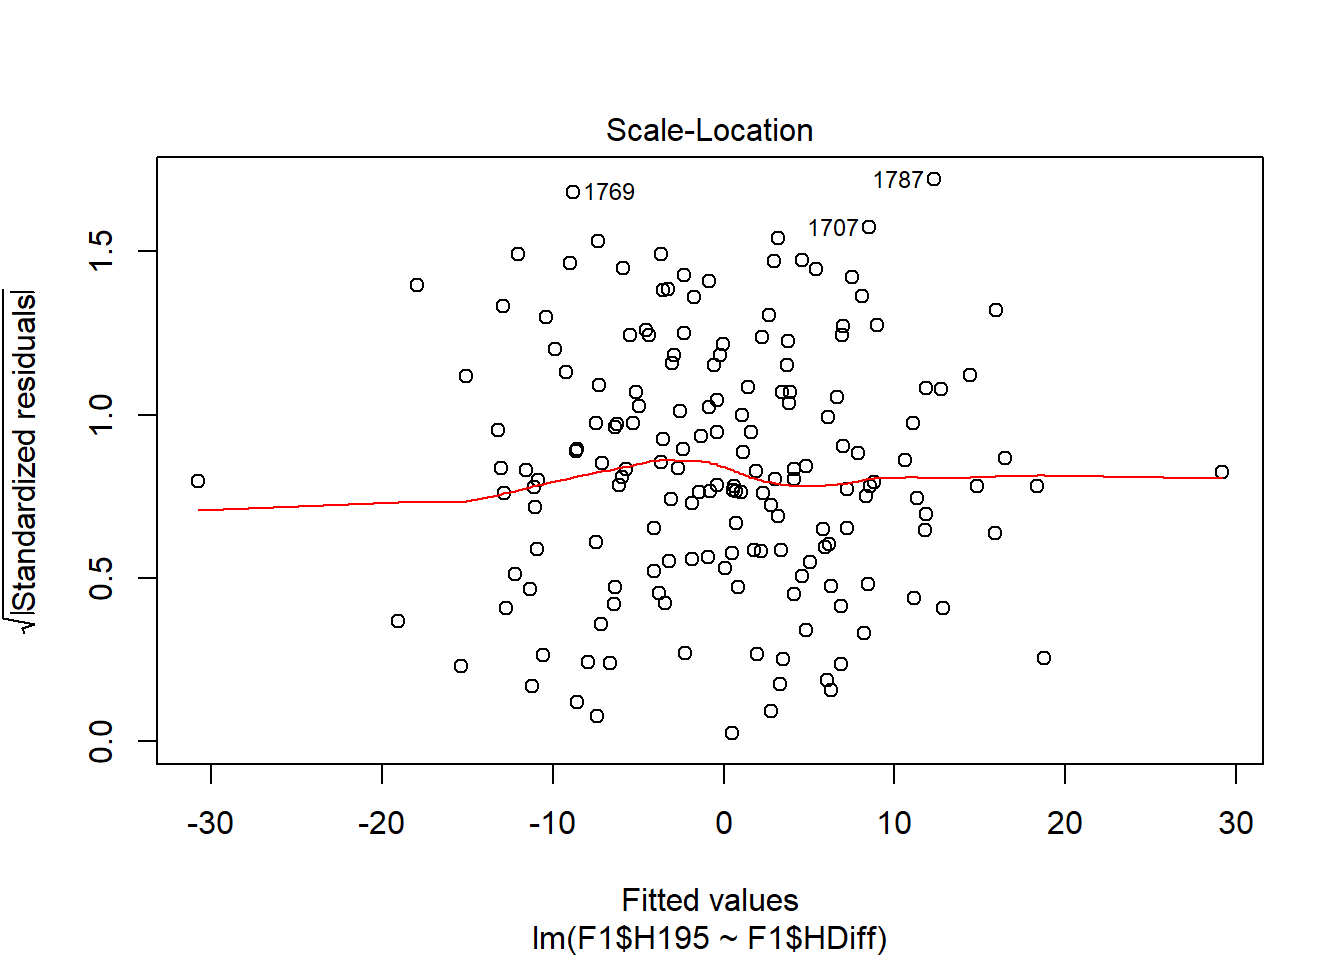 Scale-Location
1787
1769
1707
√|Standardized residuals|
1.5
1.0
0.5
0.0
-30 -20 -10 0 10 20 30
Fitted values
lm(F1$H195 ~ F1$HDiff)